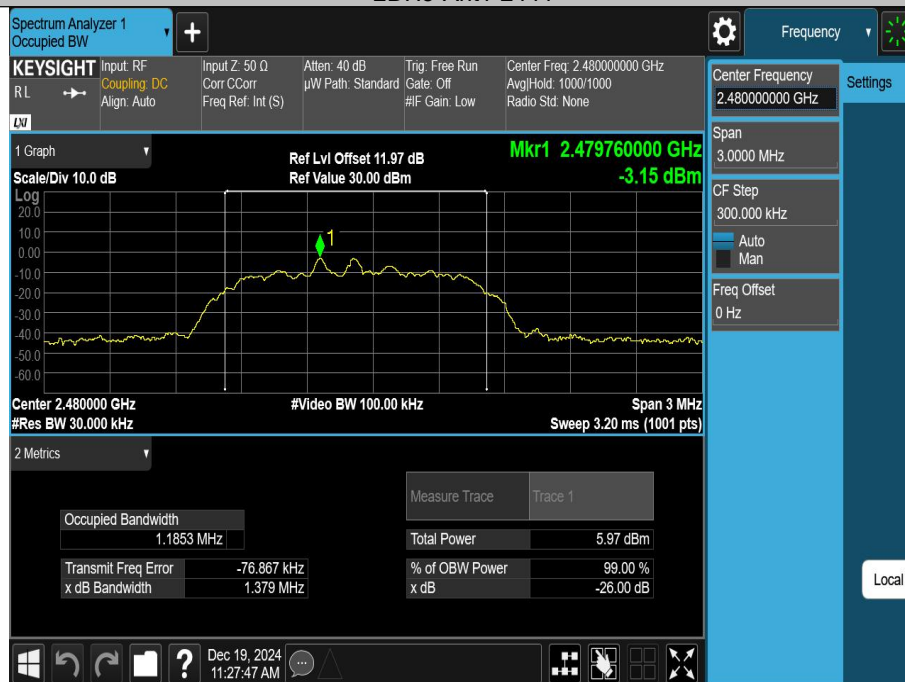 Spectrum Analyzer 1
Occupied BW
+
Frequency
KEYSIGHT
RL
LXI
Input: RF
Coupling: DC
Align: Auto
Input Z: 50 Ω
Corr CCorr
Freq Ref: Int (S)
Atten: 40 dB
µW Path: Standard
Trig: Free Run
Gate: Off
#IF Gain: Low
Center Freq: 2.480000000 GHz
Avg|Hold: 1000/1000
Radio Std: None
Center Frequency
2.480000000 GHz
Settings
Span
3.0000 MHz
CF Step
300.000 kHz
Auto
Man
Freq Offset
0 Hz
Local
1 Graph
Scale/Div 10.0 dB
Ref Lvl Offset 11.97 dB
Ref Value 30.00 dBm
Mkr1 2.479760000 GHz
-3.15 dBm
Log
20.0
10.0
0.00
-10.0
-20.0
-30.0
-40.0
-50.0
-60.0
1
Center 2.480000 GHz
#Res BW 30.000 kHz
#Video BW 100.00 kHz
Span 3 MHz
Sweep 3.20 ms (1001 pts)
2 Metrics
Measure Trace Trace 1
Occupied Bandwidth
1.1853 MHz
Total Power 5.97 dBm
Transmit Freq Error -76.867 kHz
% of OBW Power 99.00 %
x dB Bandwidth 1.379 MHz
x dB -26.00 dB
?
Dec 19, 2024
11:27:47 AM